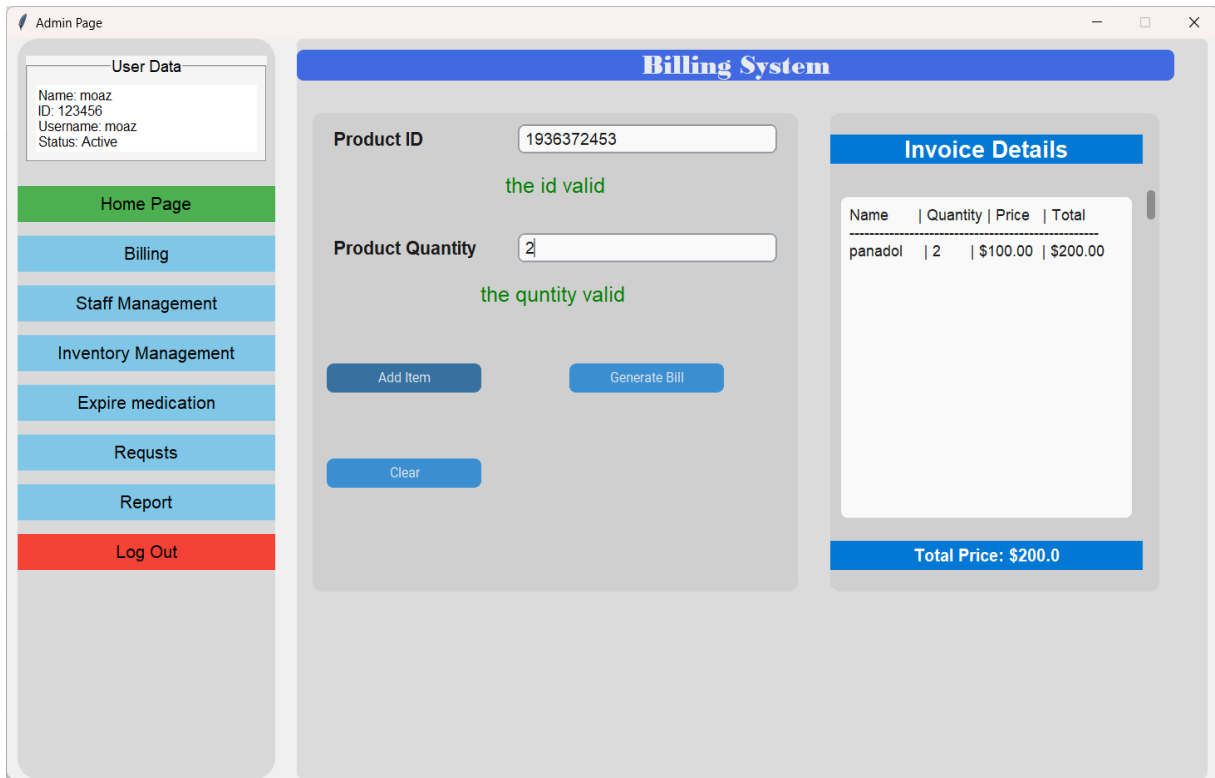 Admin Page
User Data
Name: moaz
ID: 123456
Username: moaz
Status: Active
Home Page
Billing
Staff Management
Inventory Management
Expire medication
Requsts
Report
Log Out
Billing System
Product ID
1936372453
the id valid
Product Quantity
2
the quntity valid
Add Item
Generate Bill
Clear
Invoice Details
Name | Quantity | Price | Total
--------------------------------------------------
panadol | 2 | $100.00 | $200.00
Total Price: $200.0